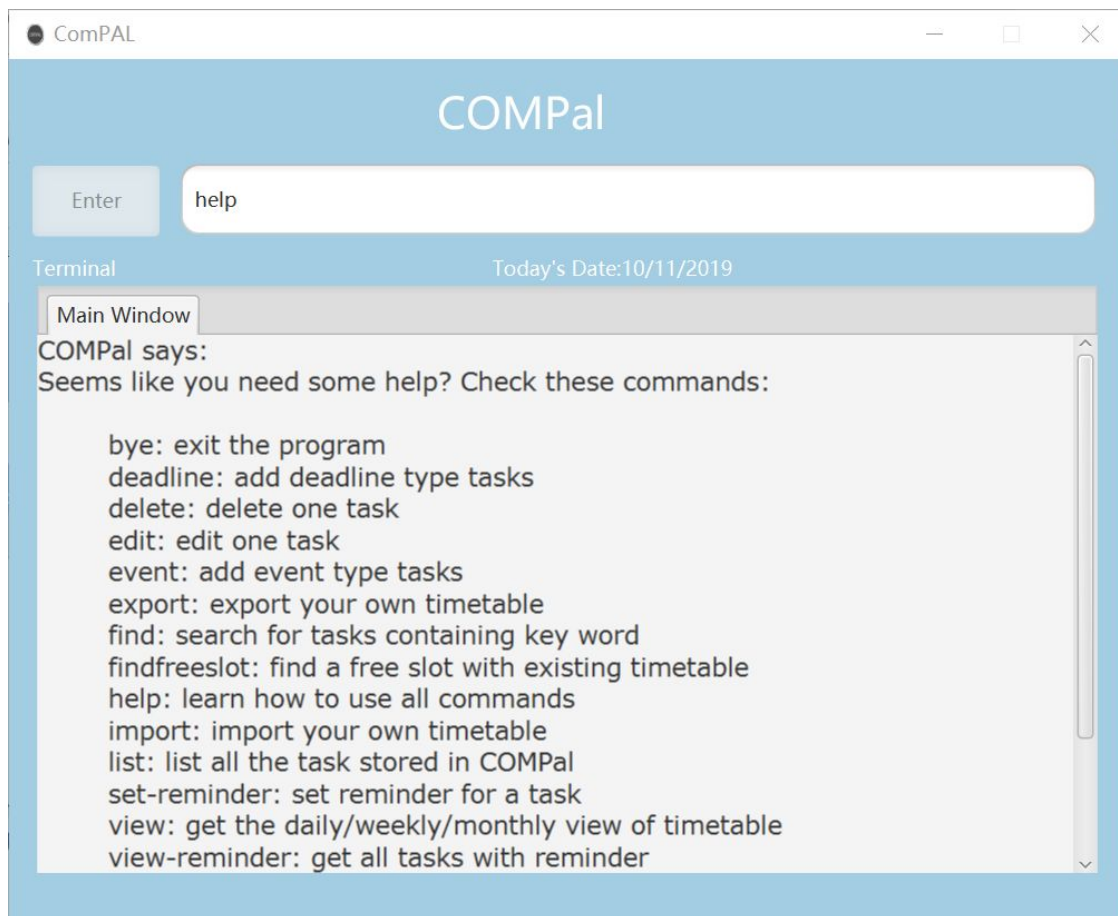 ComPAL
COMPal
Enter
help
Terminal
Today's Date:10/11/2019
Main Window
COMPal says:
Seems like you need some help? Check these commands:
bye: exit the program
deadline: add deadline type tasks
delete: delete one task
edit: edit one task
event: add event type tasks
export: export your own timetable
find: search for tasks containing key word
findfreeslot: find a free slot with existing timetable
help: learn how to use all commands
import: import your own timetable
list: list all the task stored in COMPal
set-reminder: set reminder for a task
view: get the daily/weekly/monthly view of timetable
view-reminder: get all tasks with reminder